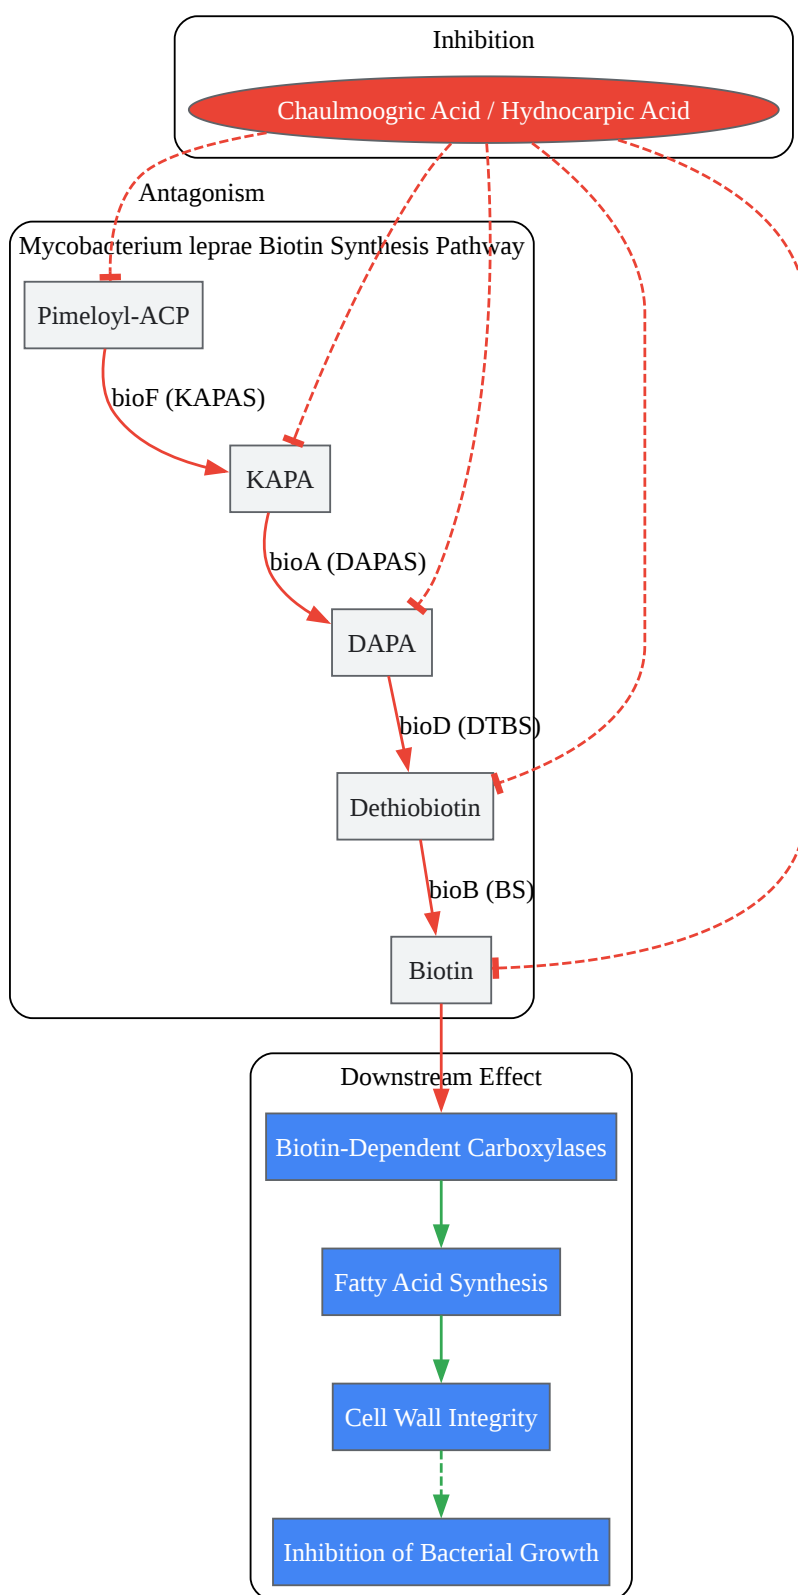 Inhibition
Chaulmoogric Acid / Hydnocarpic Acid
Antagonism
Mycobacterium leprae Biotin Synthesis Pathway
Pimeloyl-ACP
bioF (KAPAS)
KAPA
bioA (DAPAS)
DAPA
bioD (DTBS)
Dethiobiotin
bioB (BS)
Biotin
Downstream Effect
Biotin-Dependent Carboxylases
Fatty Acid Synthesis
Cell Wall Integrity
Inhibition of Bacterial Growth